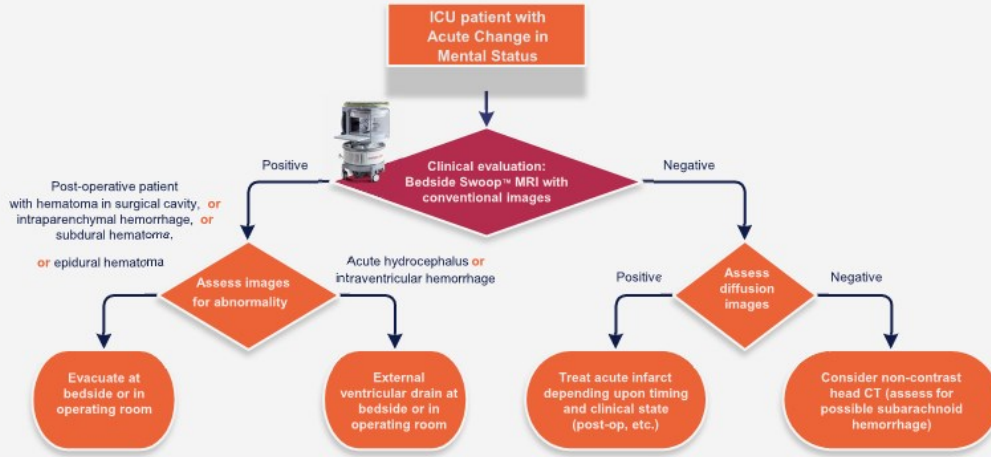 ICU patient with
Acute Change in
Mental Status
Clinical evaluation:
Bedside Swoop™ MRI with
conventional images
Positive
Negative
Post-operative patient
with hematoma in surgical cavity, or
intraparenchymal hemorrhage, or
subdural hematoma,
or epidural hematoma
Assess images
for abnormality
Acute hydrocephalus or
intraventricular hemorrhage
Positive
Assess
diffusion
images
Negative
Evacuate at
bedside or in
operating room
External
ventricular drain at
bedside or in
operating room
Treat acute infarct
depending upon timing
and clinical state
(post-op, etc.)
Consider non-contrast
head CT (assess for
possible subarachnoid
hemorrhage)